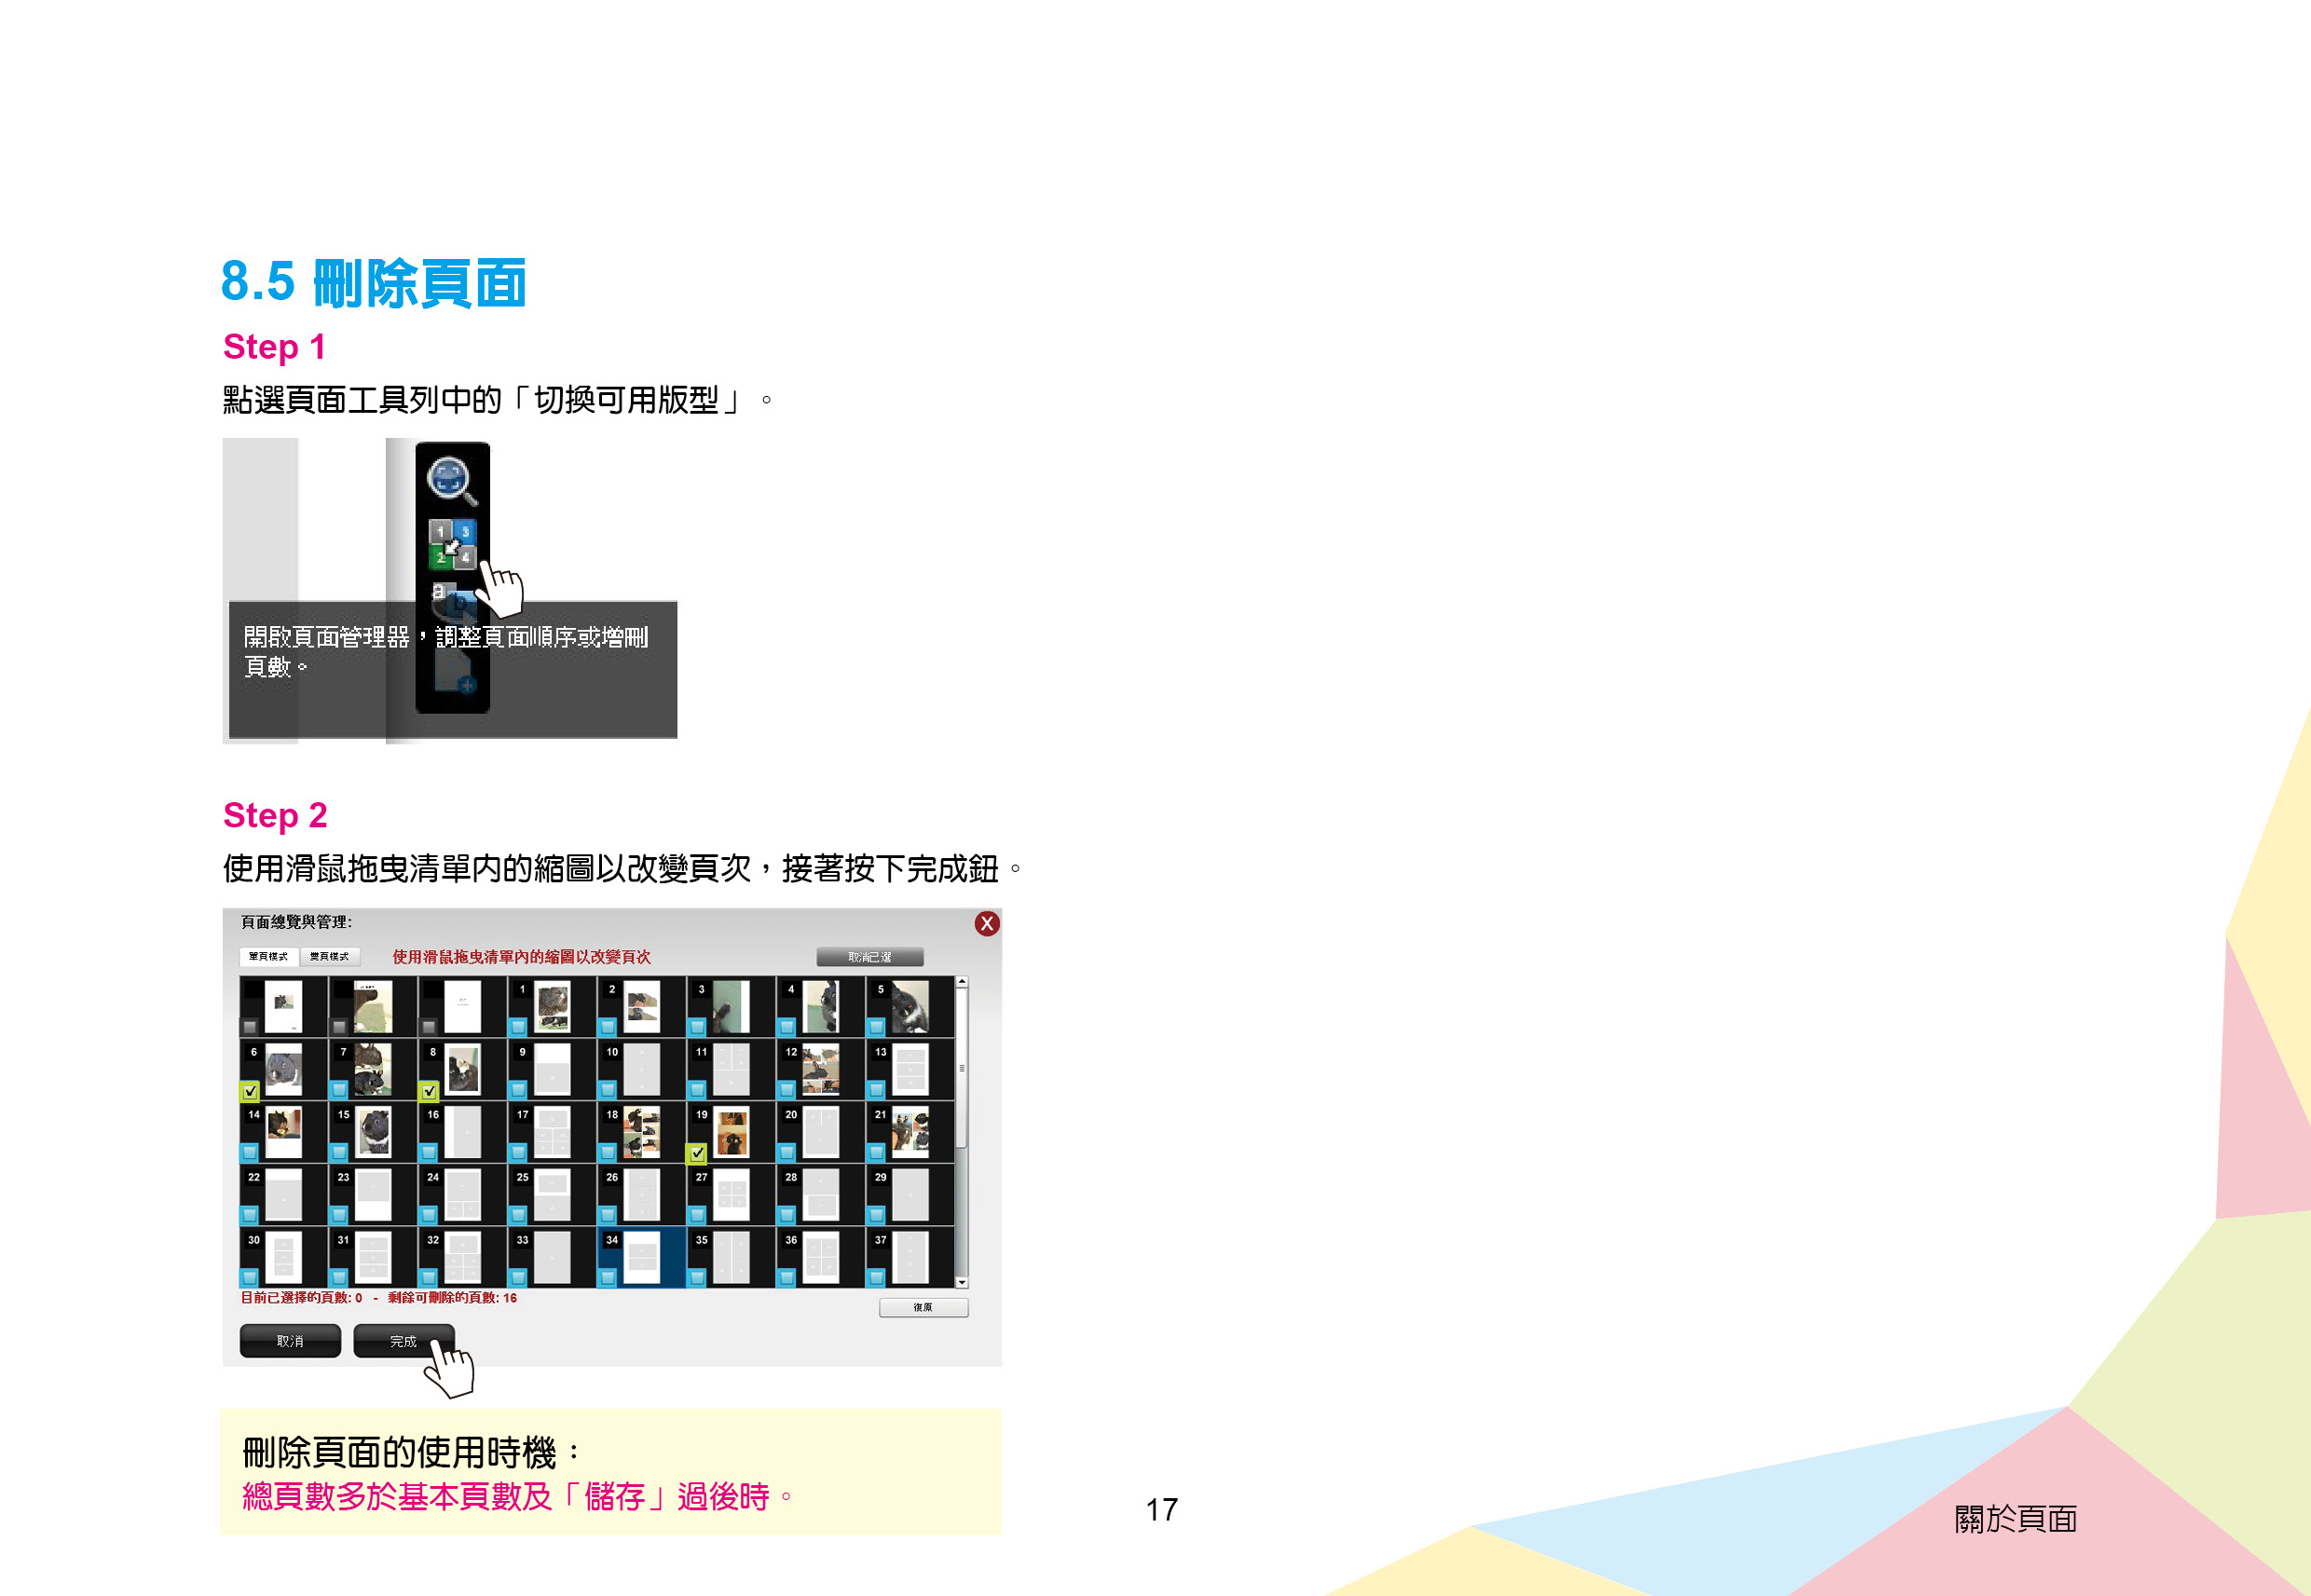 8.5 刪除頁面
Step 1
點選頁面工具列中的「切換可用版型」。
1 3
2 4
a
b
開啟頁面管理器，調整頁面順序或增刪
頁數。
Step 2
使用滑鼠拖曳清單內的縮圖以改變頁次，接著按下完成鈕。
頁面總覽與管理:
X
單頁模式 雙頁模式 使用滑鼠拖曳清單內的縮圖以改變頁次 取消已選
1 2 3 4 5
6 7 8 9 10 11 12 13
14 15 16 17 18 19 20 21
22 23 24 25 26 27 28 29
30 31 32 33 34 35 36 37
目前已選擇的頁數: 0 - 剩餘可刪除的頁數: 16
復原
取消 完成
刪除頁面的使用時機：
總頁數多於基本頁數及「儲存」過後時。
17
關於頁面